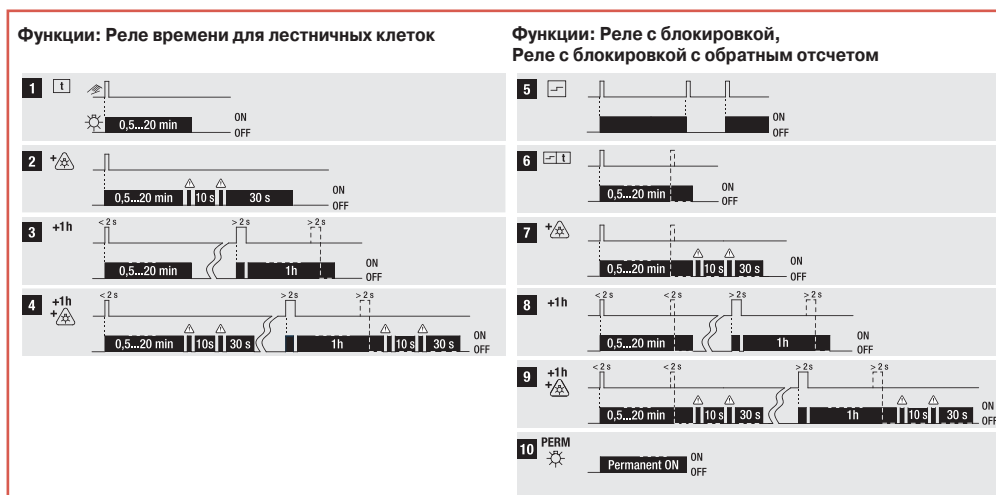 Функции: Реле времени для лестничных клеток
1 t
0,5...20 min ON
OFF
2 +
0,5...20 min 10 s 30 s ON
OFF
3 +1h < 2 s > 2 s > 2 s
0,5...20 min 1h ON
OFF
4 +1h
+
< 2 s > 2 s > 2 s
0,5...20 min 10s 30 s 1h 10 s 30 s ON
OFF
Функции: Реле с блокировкой,
Реле с блокировкой с обратным отсчетом
5
ON
OFF
6 t
0,5...20 min ON
OFF
7 +
0,5...20 min 10 s 30 s ON
OFF
8 +1h < 2 s < 2 s > 2 s > 2 s
0,5...20 min 1h ON
OFF
9 +1h
+
< 2 s < 2 s > 2 s > 2 s
0,5...20 min 10 s 30 s 1h 10 s 30 s ON
OFF
10 PERM
Permanent ON ON
OFF